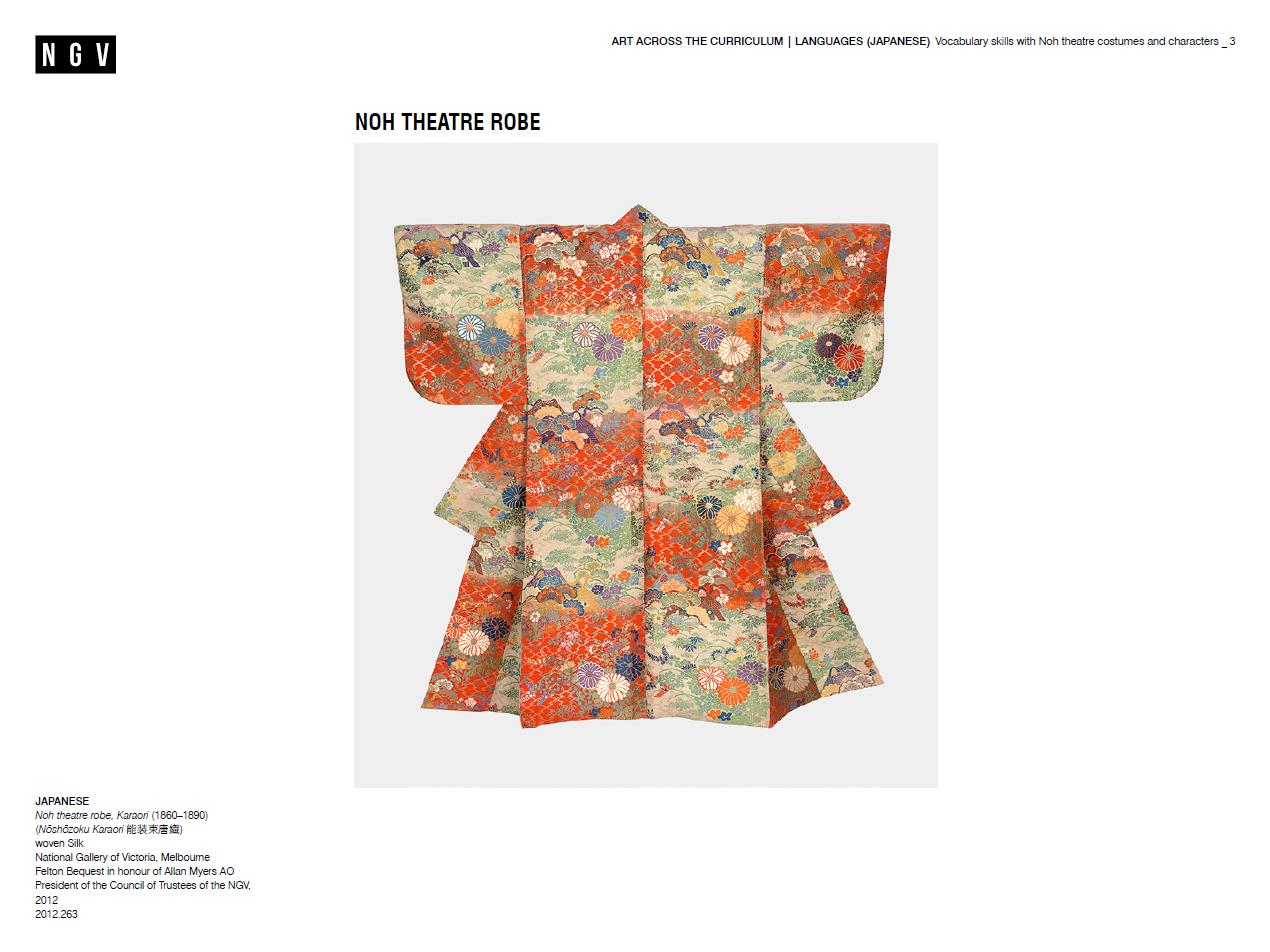 NGV
ART ACROSS THE CURRICULUM | LANGUAGES (JAPANESE) Vocabulary skills with Noh theatre costumes and characters _ 3
NOH THEATRE ROBE
JAPANESE
Noh theatre robe, Karaori (1860–1890)
(Nōshōzoku Karaori 能装束唐織)
woven Silk
National Gallery of Victoria, Melbourne
Felton Bequest in honour of Allan Myers AO
President of the Council of Trustees of the NGV,
2012
2012.263